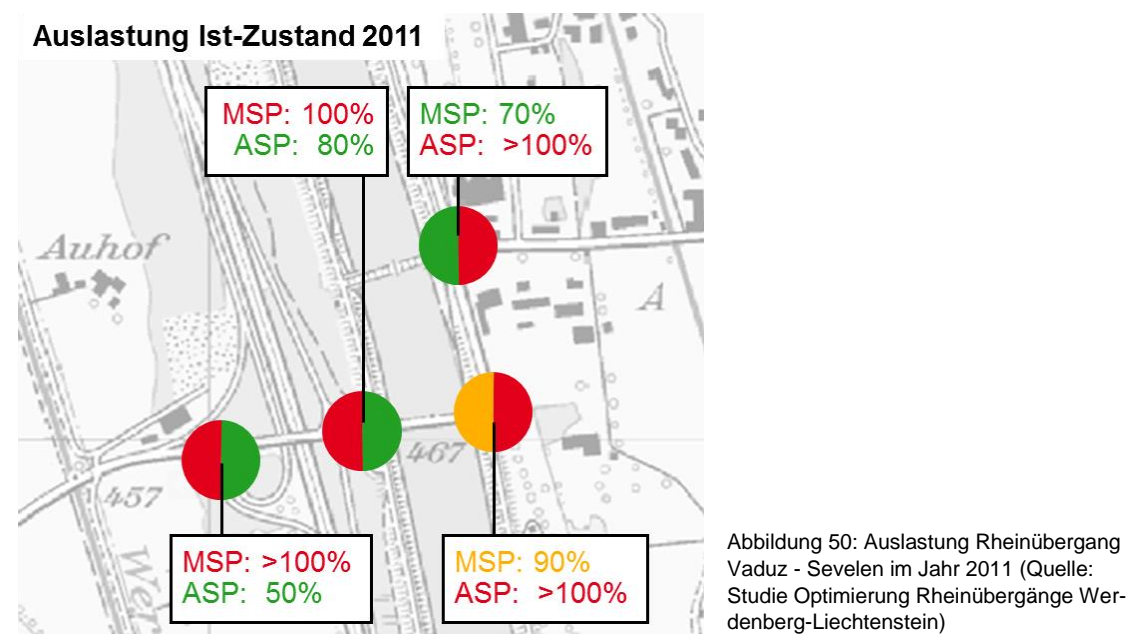 Auslastung Ist-Zustand 2011
MSP: 100%
ASP: 80%
MSP: 70%
ASP: >100%
Auhof
A
467
457
Wer
MSP: >100%
ASP: 50%
MSP: 90%
ASP: >100%
Abbildung 50: Auslastung Rheinübergang
Vaduz - Sevelen im Jahr 2011 (Quelle:
Studie Optimierung Rheinübergänge Wer-
denberg-Liechtenstein)